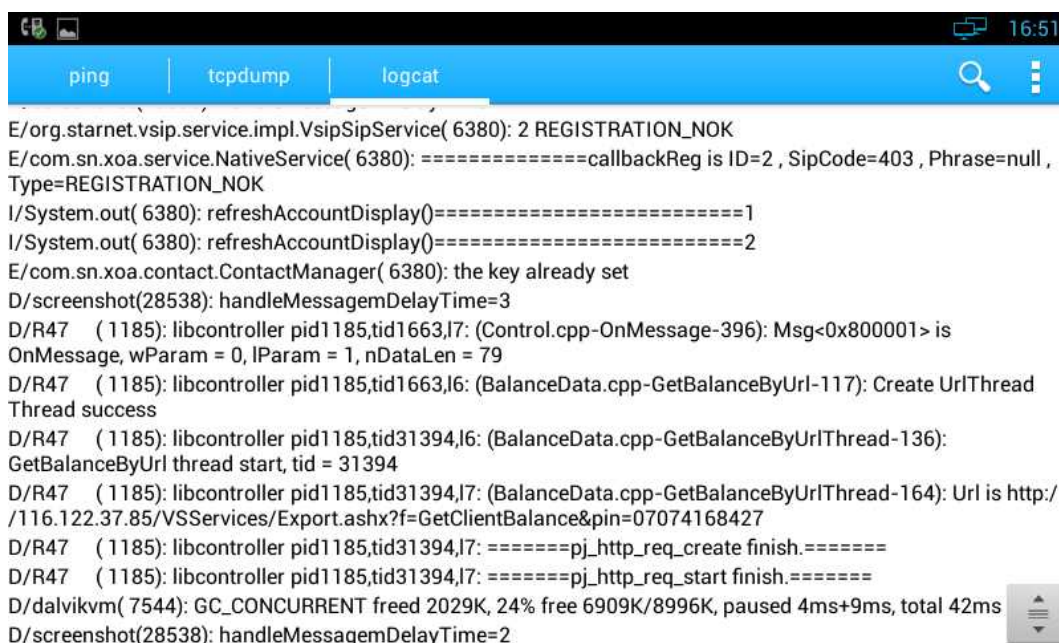 16:51
ping tcpdump logcat
E/org.starnet.vsip.service.impl.VsipSipService( 6380): 2 REGISTRATION_NOK
E/com.sn.xoa.service.NativeService( 6380): ==============callbackReg is ID=2 , SipCode=403 , Phrase=null ,
Type=REGISTRATION_NOK
I/System.out( 6380): refreshAccountDisplay()==========================1
I/System.out( 6380): refreshAccountDisplay()==========================2
E/com.sn.xoa.contact.ContactManager( 6380): the key already set
D/screenshot(28538): handleMessagemDelayTime=3
D/R47 ( 1185): libcontroller pid1185,tid1663,l7: (Control.cpp-OnMessage-396): Msg<0x800001> is
OnMessage, wParam = 0, lParam = 1, nDataLen = 79
D/R47 ( 1185): libcontroller pid1185,tid1663,l6: (BalanceData.cpp-GetBalanceByUrl-117): Create UrlThread
Thread success
D/R47 ( 1185): libcontroller pid1185,tid31394,l6: (BalanceData.cpp-GetBalanceByUrlThread-136):
GetBalanceByUrl thread start, tid = 31394
D/R47 ( 1185): libcontroller pid1185,tid31394,l7: (BalanceData.cpp-GetBalanceByUrlThread-164): Url is http:/
/116.122.37.85/VSServices/Export.ashx?f=GetClientBalance&pin=07074168427
D/R47 ( 1185): libcontroller pid1185,tid31394,l7: =======pj_http_req_create finish.=======
D/R47 ( 1185): libcontroller pid1185,tid31394,l7: =======pj_http_req_start finish.=======
D/dalvikvm( 7544): GC_CONCURRENT freed 2029K, 24% free 6909K/8996K, paused 4ms+9ms, total 42ms
D/screenshot(28538): handleMessagemDelayTime=2